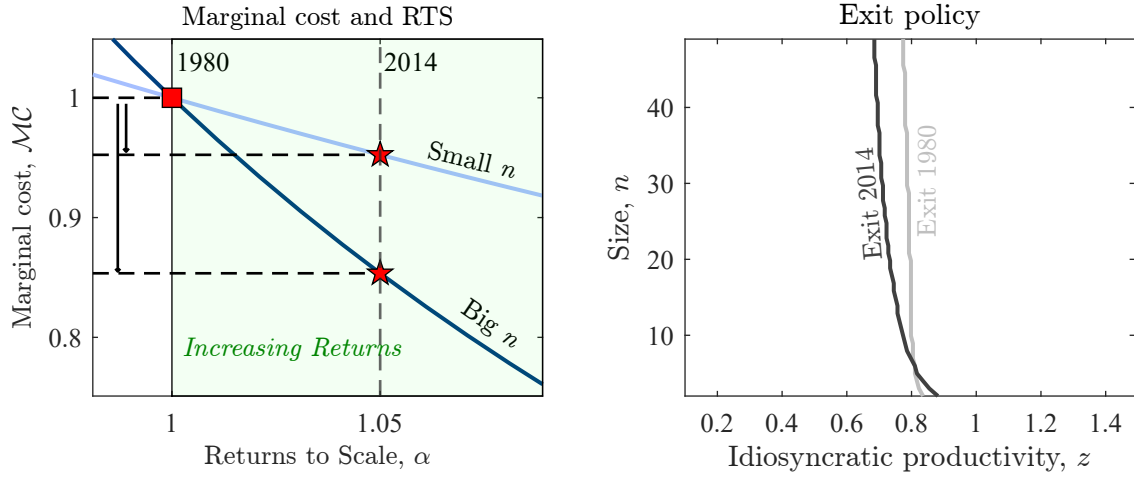 Marginal cost and RTS
1980
2014
1
0.9
0.8
Marginal cost, MC
Small n
Big n
Increasing Returns
1
1.05
Returns to Scale, α
Exit policy
40
30
20
10
Size, n
Exit 2014
Exit 1980
0.2
0.4
0.6
0.8
1
1.2
1.4
Idiosyncratic productivity, z